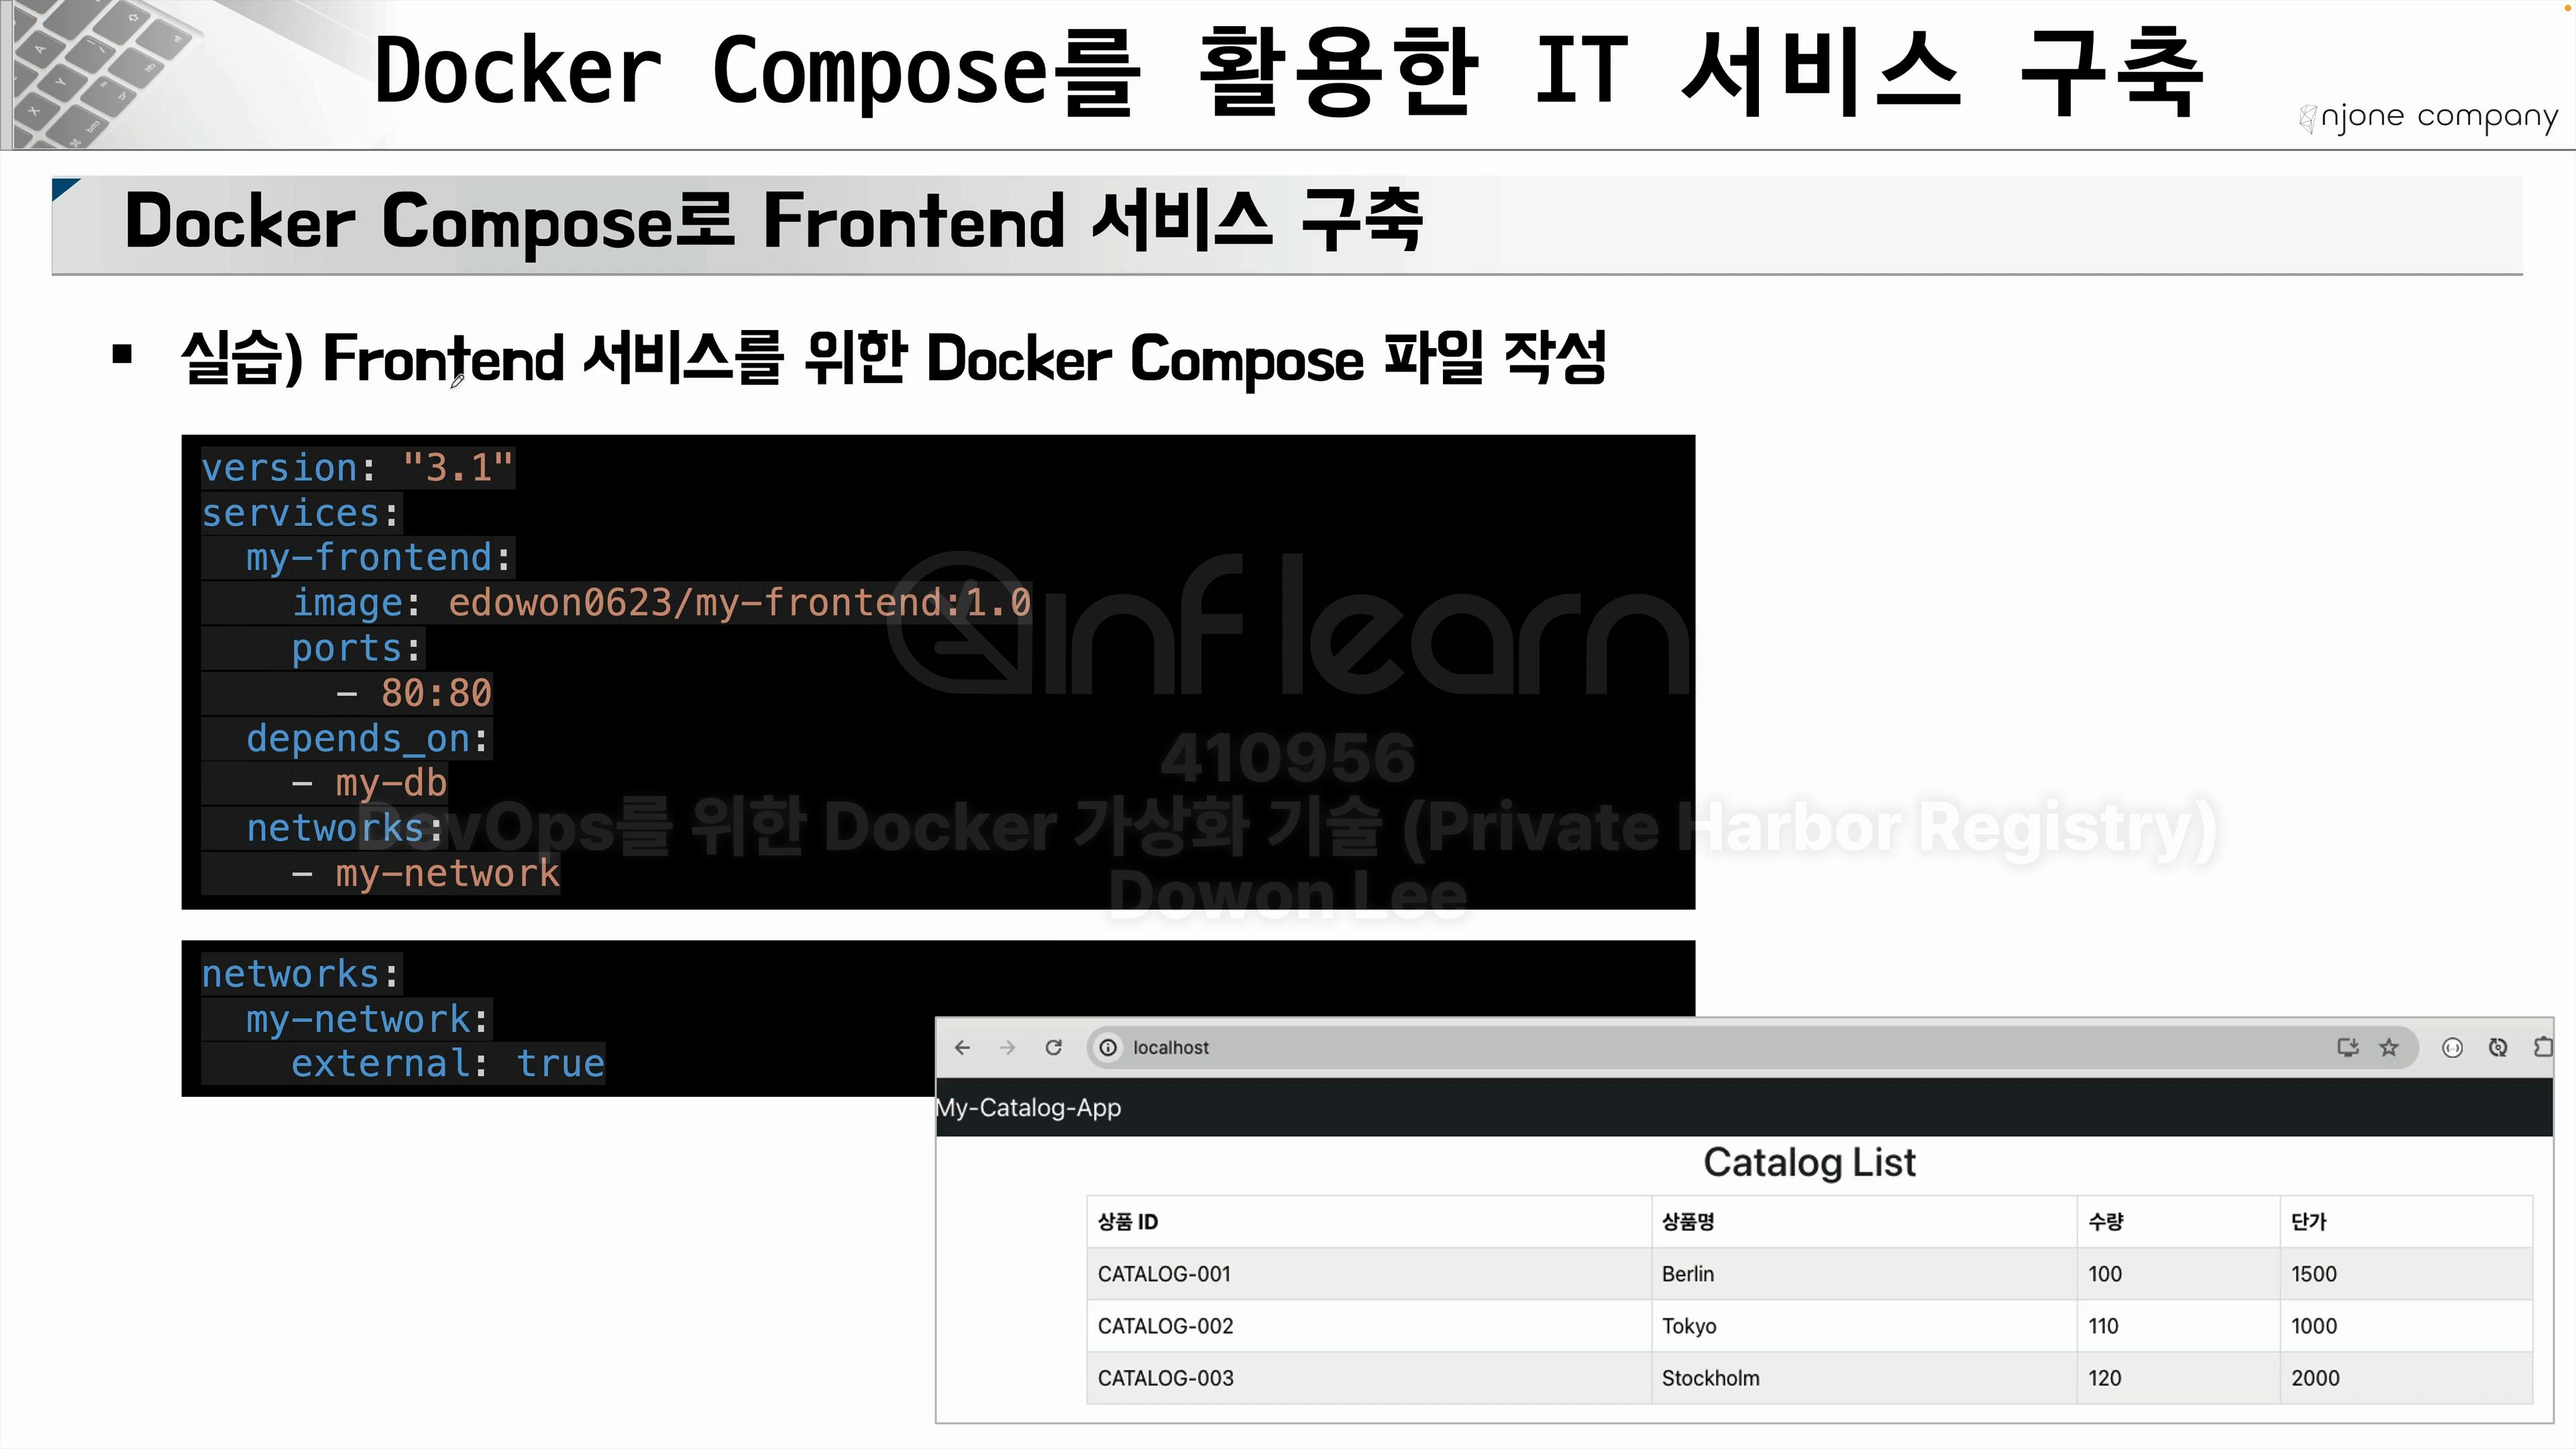 Docker Compose를 활용한 IT 서비스 구축
njone company
Docker Compose로 Frontend 서비스 구축
▪ 실습) Frontend 서비스를 위한 Docker Compose 파일 작성
version: "3.1"
services:
  my-frontend:
    image: edowon0623/my-frontend:1.0
    ports:
      - 80:80
  depends_on:
    - my-db
  networks:
    - my-network
inflearn
410956
DevOps를 위한 Docker 가상화 기술 (Private Harbor Registry)
Dowon Lee
networks:
  my-network:
    external: true
localhost
My-Catalog-App
Catalog List
상품 ID 상품명 수량 단가
CATALOG-001 Berlin 100 1500
CATALOG-002 Tokyo 110 1000
CATALOG-003 Stockholm 120 2000